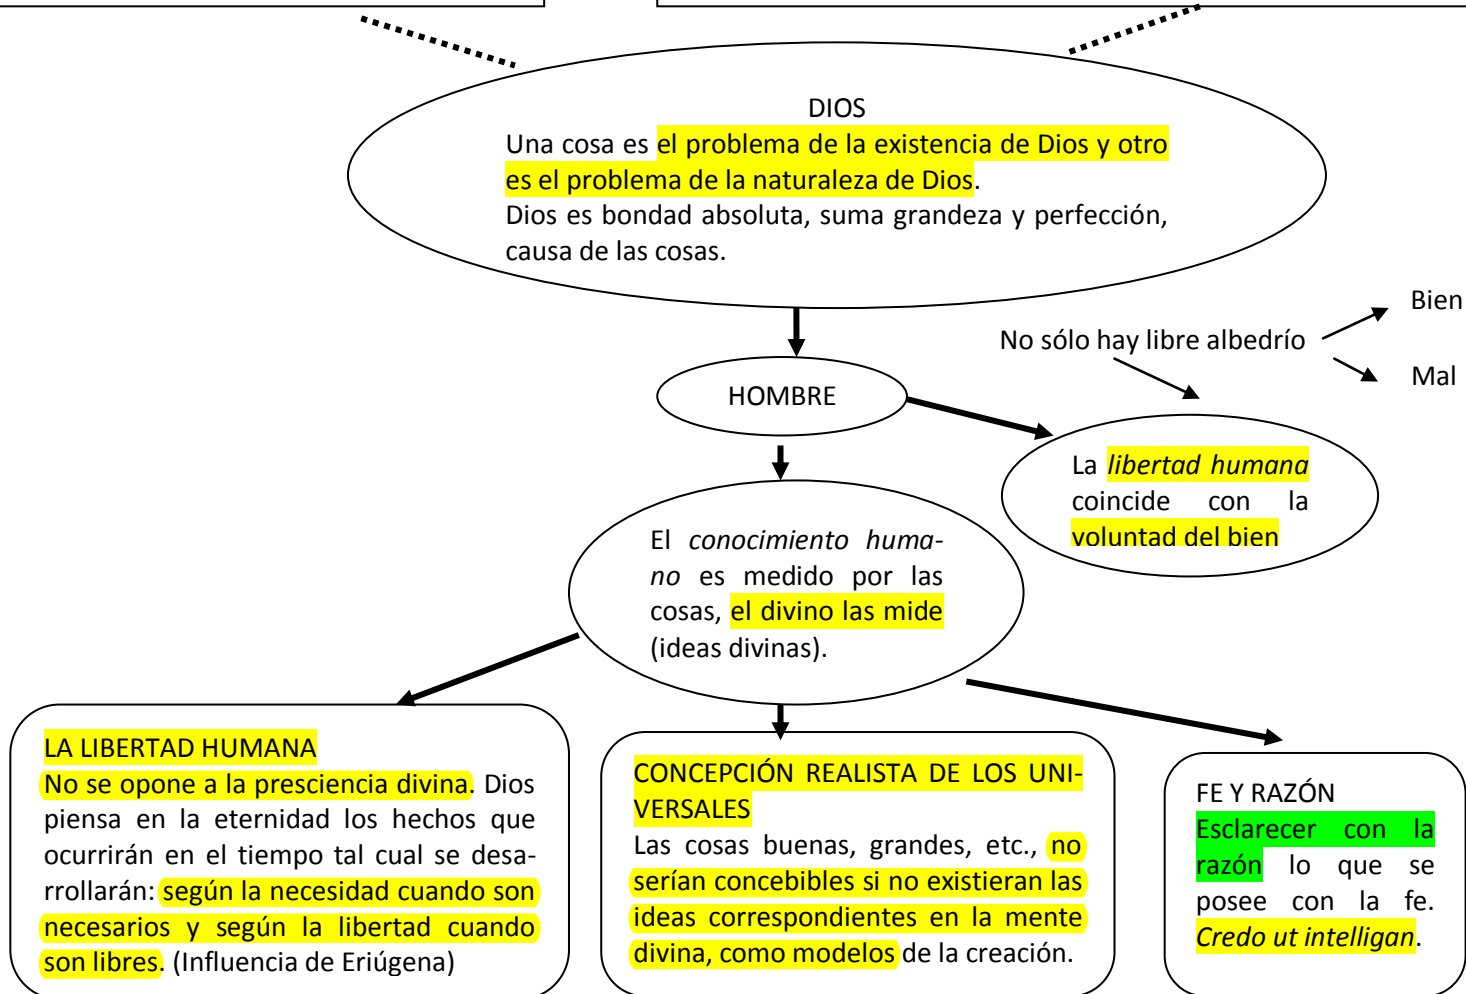 DIOS
Una cosa es el problema de la existencia de Dios y otro
es el problema de la naturaleza de Dios.
Dios es bondad absoluta, suma grandeza y perfección,
causa de las cosas.
Bien
No sólo hay libre albedrío
Mal
HOMBRE
La libertad humana
coincide con la
voluntad del bien
El conocimiento huma-
no es medido por las
cosas, el divino las mide
(ideas divinas).
LA LIBERTAD HUMANA
No se opone a la presciencia divina. Dios
piensa en la eternidad los hechos que
ocurrirán en el tiempo tal cual se desa-
rrollarán: según la necesidad cuando son
necesarios y según la libertad cuando
son libres. (Influencia de Eriúgena)
CONCEPCIÓN REALISTA DE LOS UNI-
VERSALES
Las cosas buenas, grandes, etc., no
serían concebibles si no existieran las
ideas correspondientes en la mente
divina, como modelos de la creación.
FE Y RAZÓN
Esclarecer con la
razón lo que se
posee con la fe.
Credo ut intelligan.